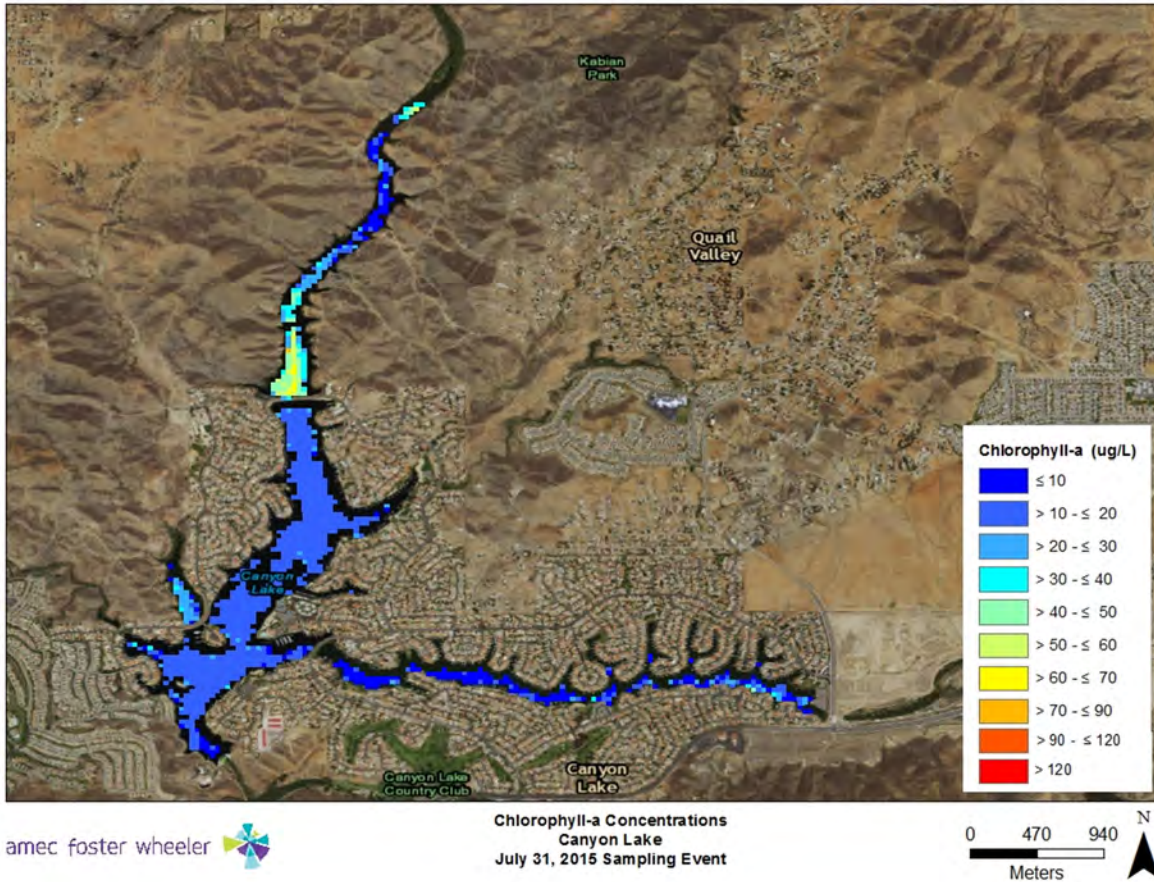 Kabian
Park
Quail
Valley
Canyon
Lake
Canyon Lake
Country Club
Canyon
Lake
Chlorophyll-a (ug/L)
≤ 10
> 10 - ≤ 20
> 20 - ≤ 30
> 30 - ≤ 40
> 40 - ≤ 50
> 50 - ≤ 60
> 60 - ≤ 70
> 70 - ≤ 90
> 90 - ≤ 120
> 120
amec foster wheeler
Chlorophyll-a Concentrations
Canyon Lake
July 31, 2015 Sampling Event
0 470 940
Meters
N